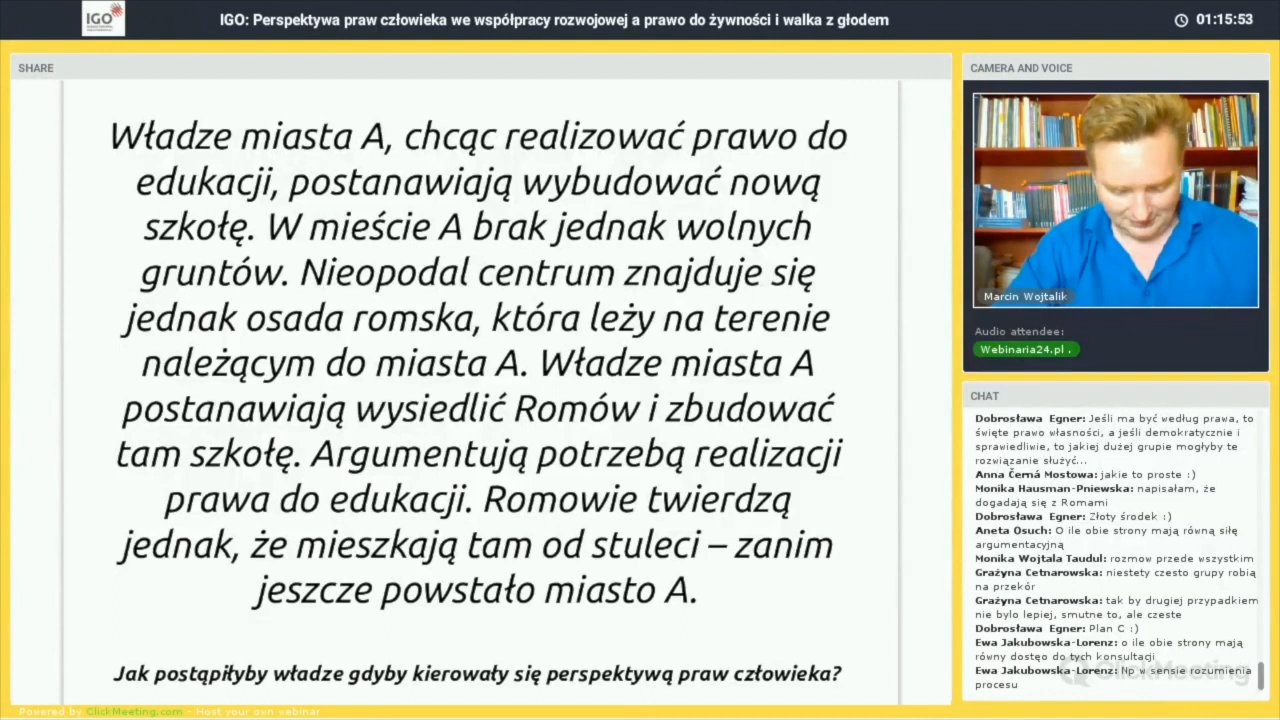 IGO
IGO: Perspektywa praw człowieka we współpracy rozwojowej a prawo do żywności i walka z głodem
01:15:53
SHARE
Władze miasta A, chcąc realizować prawo do
edukacji, postanawiają wybudować nową
szkołę. W mieście A brak jednak wolnych
gruntów. Nieopodal centrum znajduje się
jednak osada romska, która leży na terenie
należącym do miasta A. Władze miasta A
postanawiają wysiedlić Romów i zbudować
tam szkołę. Argumentują potrzebą realizacji
prawa do edukacji. Romowie twierdzą
jednak, że mieszkają tam od stuleci – zanim
jeszcze powstało miasto A.
Jak postąpiłyby władze gdyby kierowały się perspektywą praw człowieka?
CAMERA AND VOICE
Marcin Wojtalik
Audio attendee:
Webinaria24.pl .
CHAT
Dobrosława Egner: Jeśli ma być według prawa, to
święte prawo własności, a jeśli demokratycznie i
sprawiedliwie, to jakiej dużej grupie mogłyby te
rozwiązanie służyć...
Anna Černá Mostowa: jakie to proste :)
Monika Hausman-Pniewska: napisałam, że
dogadają się z Romami
Dobrosława Egner: Złoty środek :)
Aneta Osuch: O ile obie strony mają równą siłę
argumentacyjną
Monika Wojtala Taudul: rozmow przede wszystkim
Grażyna Cetnarowska: niestety czesto grupy robią
na przekór
Grażyna Cetnarowska: tak by drugiej przypadkiem
nie bylo lepiej, smutne to, ale czeste
Dobrosława Egner: Plan C :)
Ewa Jakubowska-Lorenz: o ile obie strony mają
równy dostęo do tych konsultacji
Ewa Jakubowska-Lorenz: Np w sensie rozumienia
procesu
ClickMeeting
Powered by ClickMeeting.com - Host your own webinar